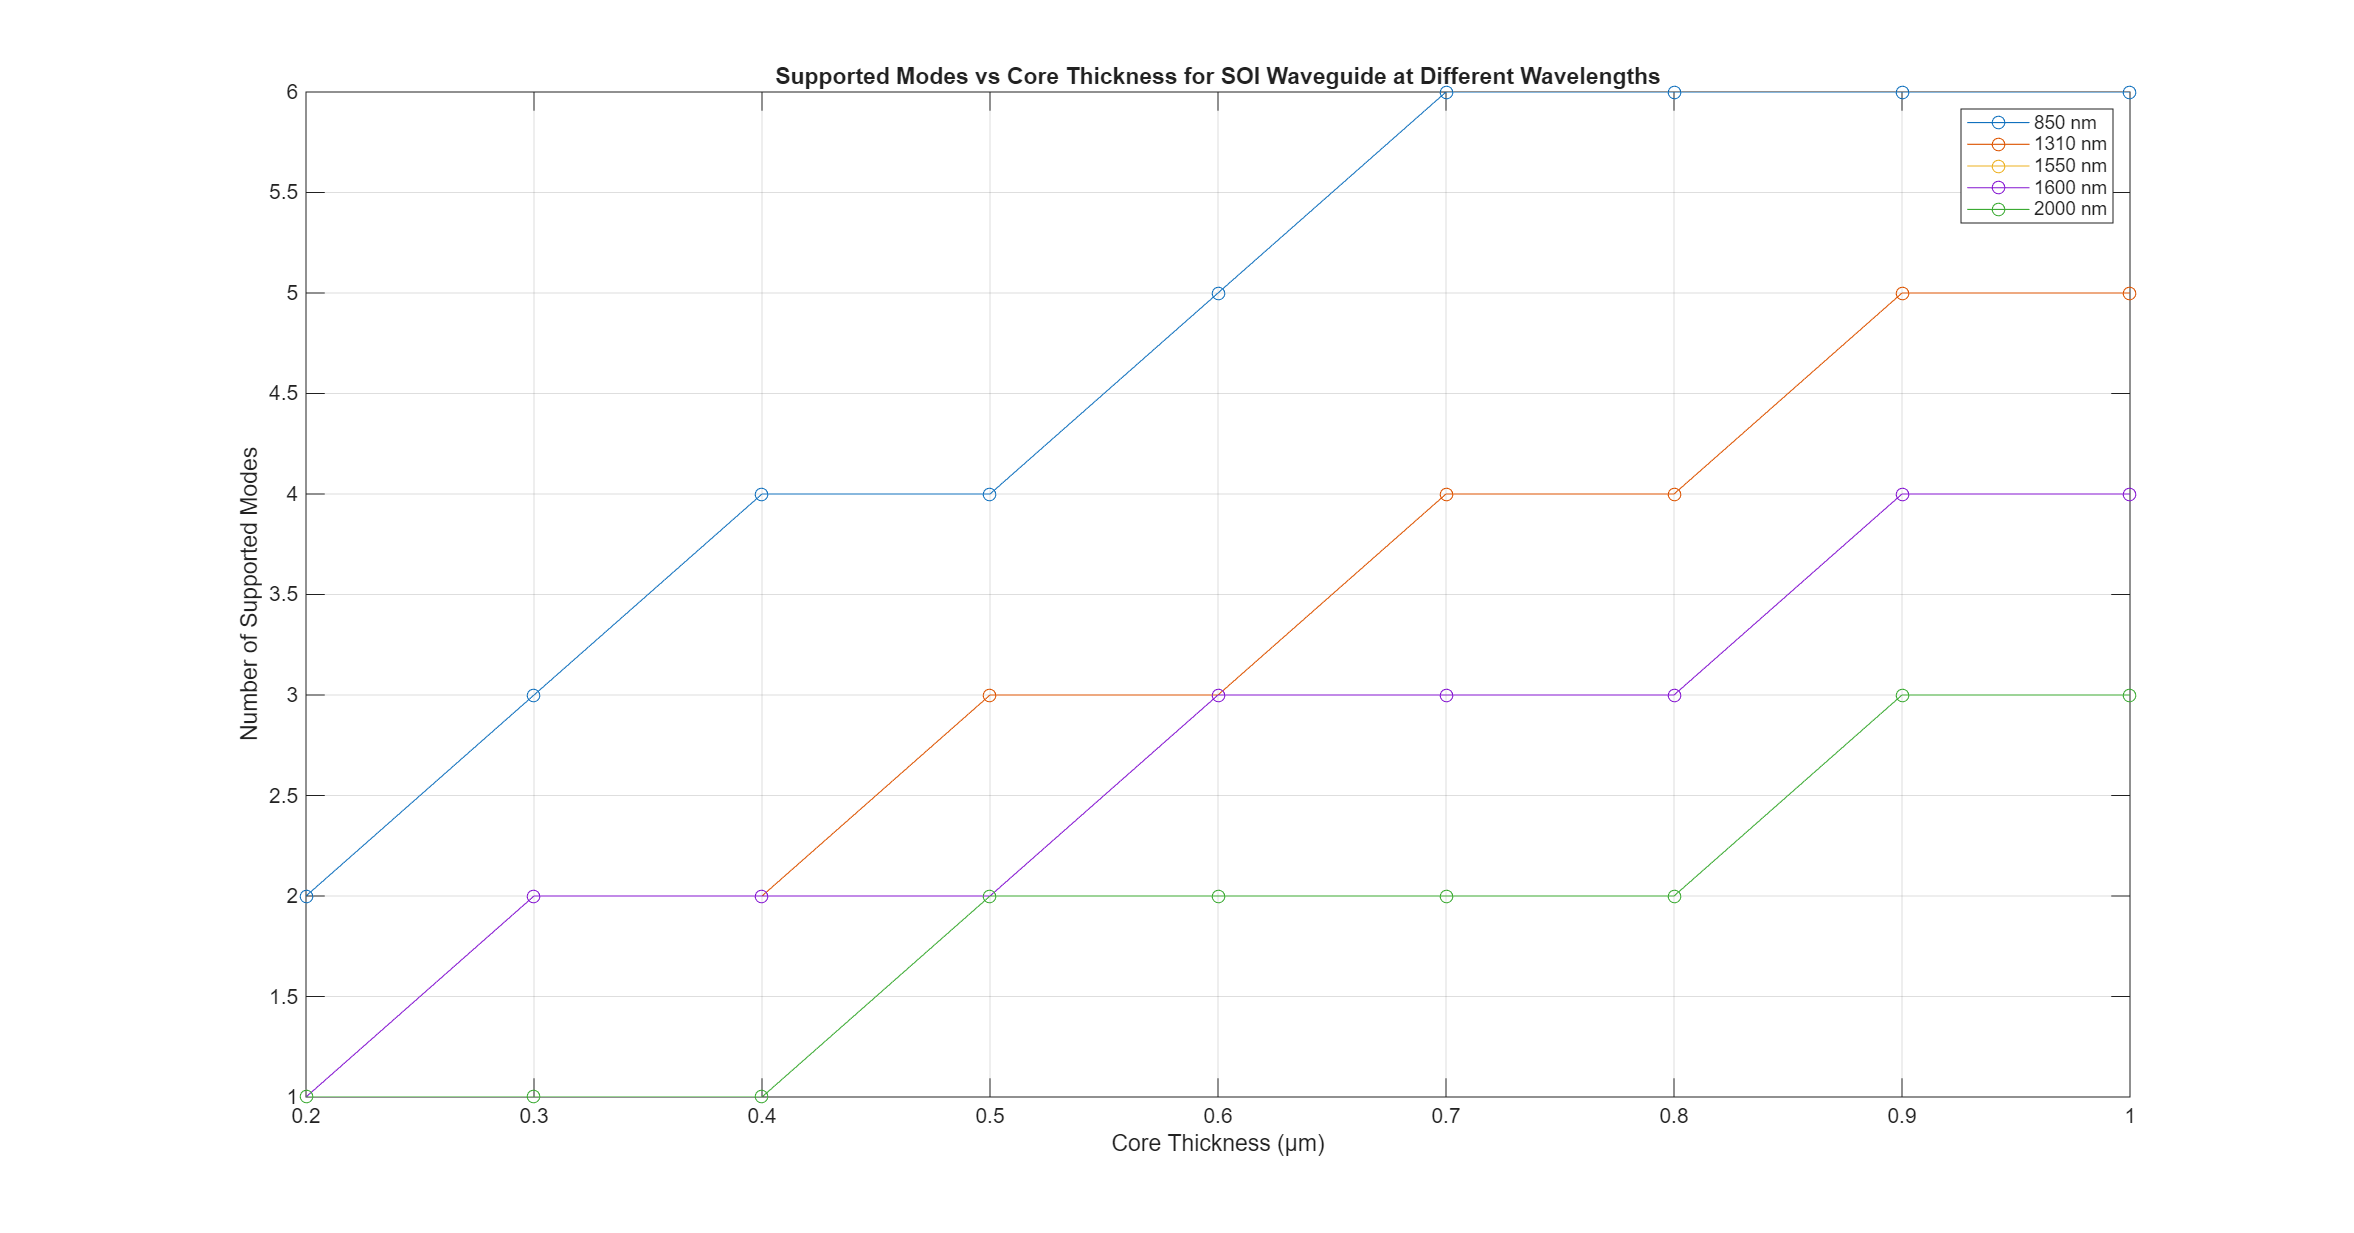 Supported Modes vs Core Thickness for SOI Waveguide at Different Wavelengths
6
5.5
5
4.5
4
3.5
3
2.5
2
1.5
1
Number of Supported Modes
850 nm
1310 nm
1550 nm
1600 nm
2000 nm
0.2 0.3 0.4 0.5 0.6 0.7 0.8 0.9 1
Core Thickness (μm)